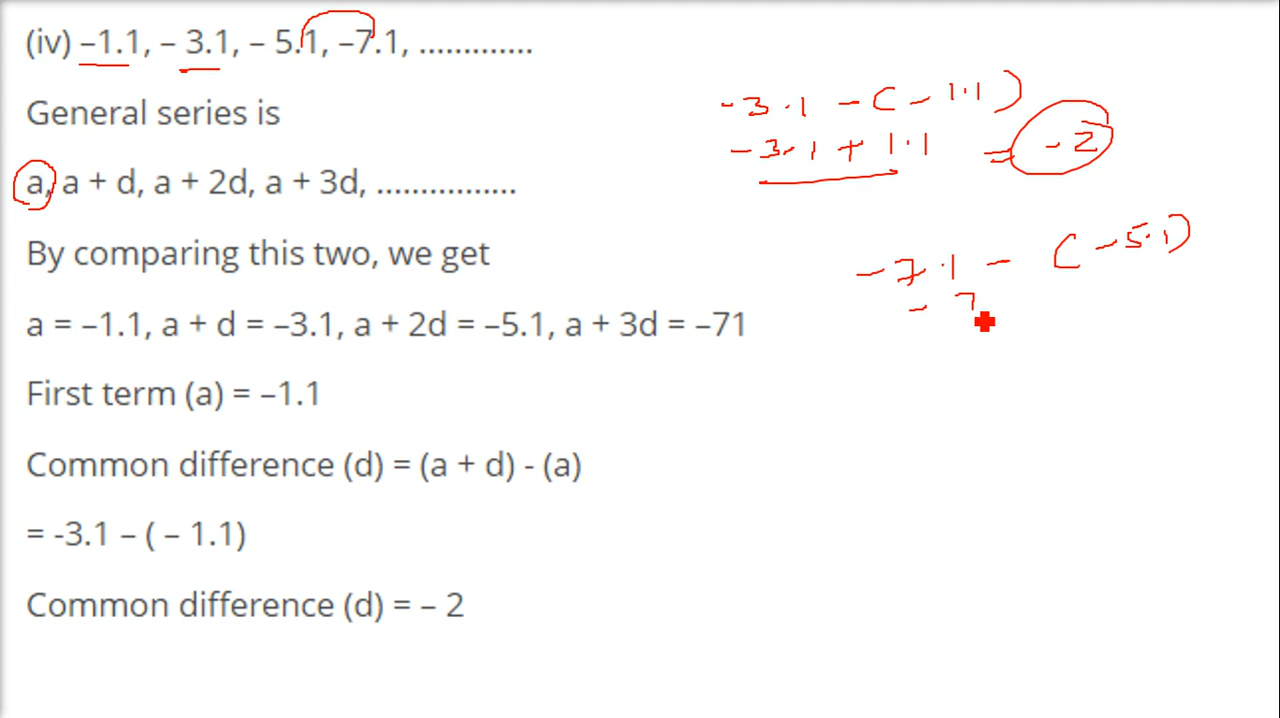 (iv) –1.1, – 3.1, – 5.1, –7.1, .............
General series is
a, a + d, a + 2d, a + 3d, ................
By comparing this two, we get
a = –1.1, a + d = –3.1, a + 2d = –5.1, a + 3d = –71
First term (a) = –1.1
Common difference (d) = (a + d) - (a)
= -3.1 – ( – 1.1)
Common difference (d) = – 2
-3.1 - ( - 1.1)
-3.1 + 1.1 = -2
-7.1 - (-5.1)
- 7